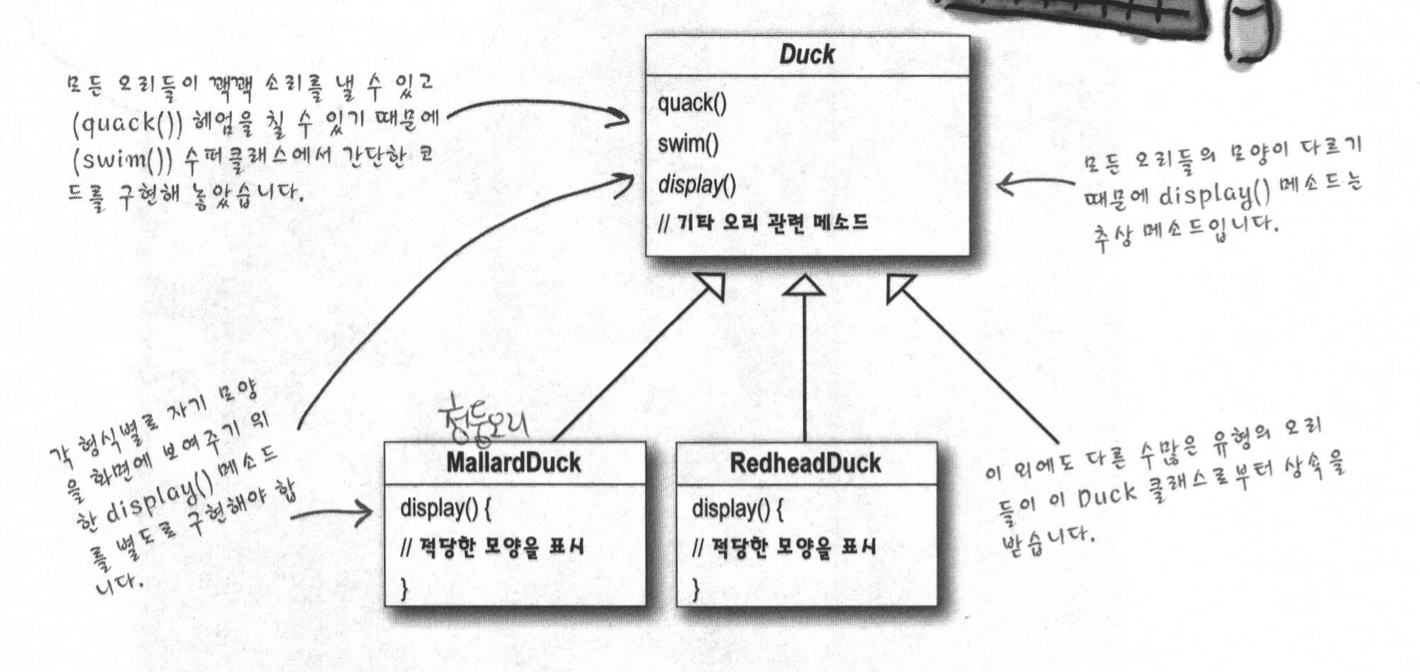 모든 오리들이 꽥꽥 소리를 낼 수 있고
(quack()) 헤엄을 칠 수 있기 때문에
(swim()) 수퍼클래스에서 간단한 코
드를 구현해 놓았습니다.
Duck
quack()
swim()
display()
// 기타 오리 관련 메소드
모든 오리들의 모양이 다르기
때문에 display() 메소드는
추상 메소드입니다.
각 형식별로 자기 모양
을 화면에 보여주기 위
한 display() 메소드
를 별도로 구현해야 합
니다.
청둥오리
MallardDuck
display() {
// 적당한 모양을 표시
}
RedheadDuck
display() {
// 적당한 모양을 표시
}
이 외에도 다른 수많은 유형의 오리
들이 이 Duck 클래스로부터 상속을
받습니다.